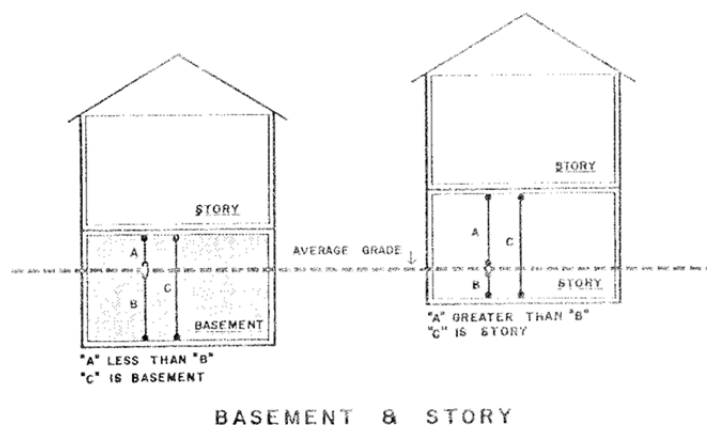 STORY
A
C
B
BASEMENT
"A" LESS THAN "B"
"C" IS BASEMENT
AVERAGE GRADE
STORY
A
C
B
STORY
"A" GREATER THAN "B"
"C" IS STORY
BASEMENT & STORY